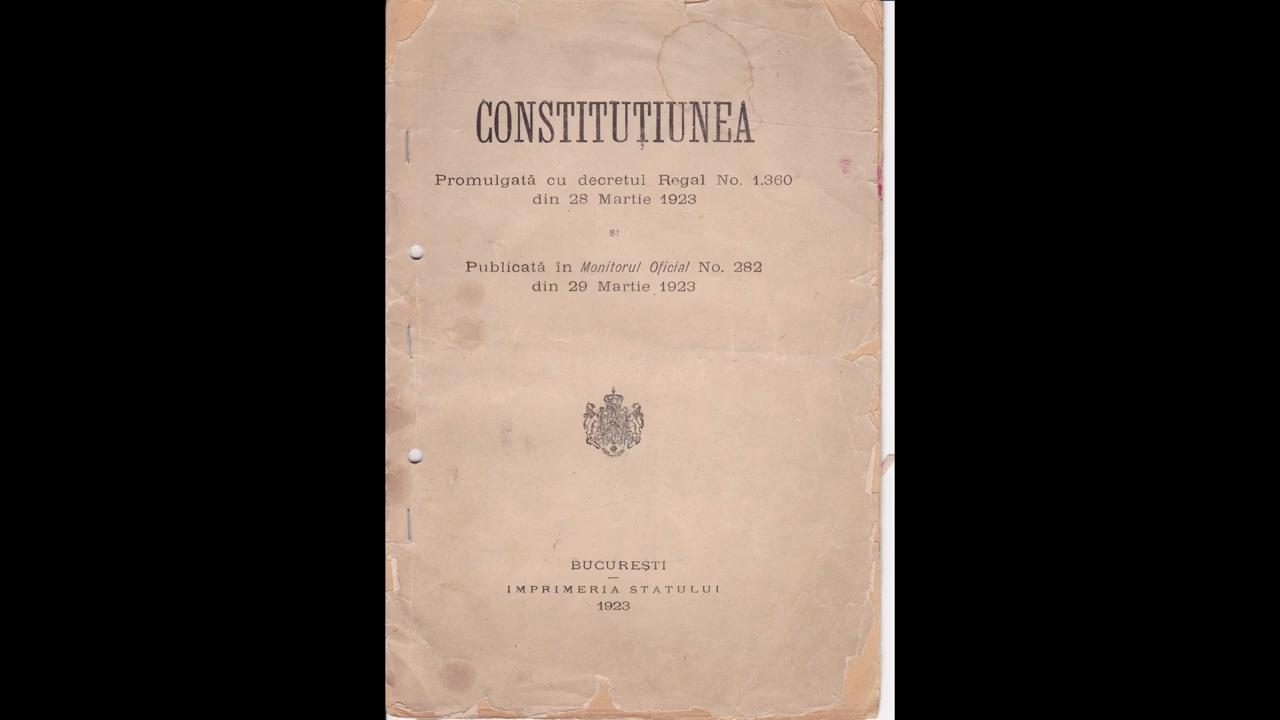 CONSTITUȚIUNEA
Promulgată cu decretul Regal No. 1.360
din 28 Martie 1923
ȘI
Publicată în Monitorul Oficial No. 282
din 29 Martie 1923
BUCUREȘTI
IMPRIMERIA STATULUI
1923